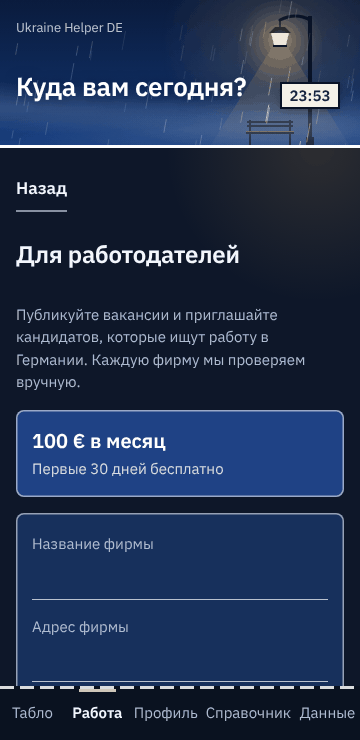 Ukraine Helper DE
Куда вам сегодня?
23:53
Назад
Для работодателей
Публикуйте вакансии и приглашайте
кандидатов, которые ищут работу в
Германии. Каждую фирму мы проверяем
вручную.
100 € в месяц
Первые 30 дней бесплатно
Название фирмы
Адрес фирмы
Табло Работа Профиль Справочник Данные